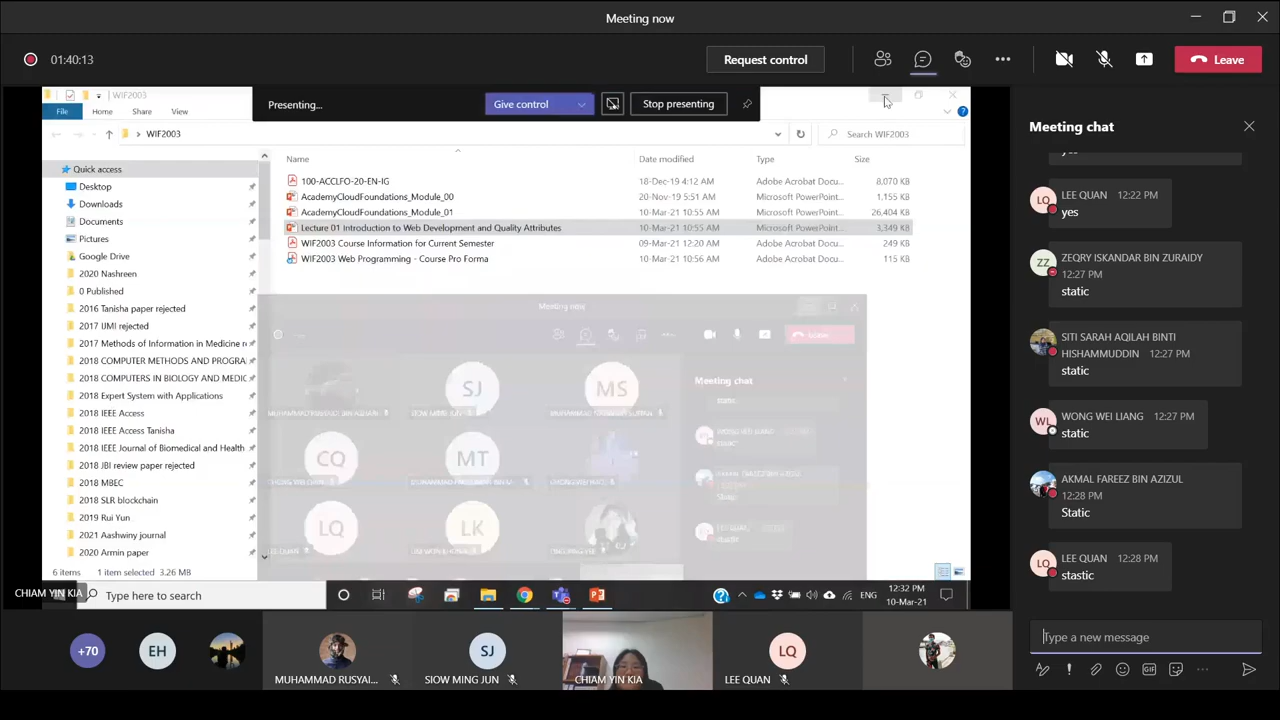 Meeting now
01:40:13
Request control
Leave
WIF2003
Presenting...
Give control
Stop presenting
File
Home
Share
View
WIF2003
Search WIF2003
Name
Date modified
Type
Size
Quick access
Desktop
Downloads
Documents
Pictures
Google Drive
2020 Nashreen
0 Published
2016 Tanisha paper rejected
2017 IJMI rejected
2017 Methods of Information in Medicine r
2018 COMPUTER METHODS AND PROGRA
2018 COMPUTERS IN BIOLOGY AND MEDIC
2018 Expert System with Applications
2018 IEEE Access
2018 IEEE Access Tanisha
2018 IEEE Journal of Biomedical and Health
2018 JBI review paper rejected
2018 MBEC
2018 SLR blockchain
2019 Rui Yun
2021 Aashwiny journal
2020 Armin paper
100-ACCLFO-20-EN-IG 18-Dec-19 4:12 AM Adobe Acrobat Docu... 8,070 KB
AcademyCloudFoundations_Module_00 20-Nov-19 5:51 AM Microsoft PowerPoint... 1,155 KB
AcademyCloudFoundations_Module_01 10-Mar-21 10:55 AM Microsoft PowerPoint... 26,404 KB
Lecture 01 Introduction to Web Development and Quality Attributes 10-Mar-21 10:55 AM Microsoft PowerPoint... 3,349 KB
WIF2003 Course Information for Current Semester 09-Mar-21 12:20 AM Adobe Acrobat Docu... 249 KB
WIF2003 Web Programming - Course Pro Forma 10-Mar-21 10:56 AM Adobe Acrobat Docu... 115 KB
Meeting now
Leave
SJ
MS
CQ
MT
LQ
LK
Meeting chat
6 items 1 item selected 3.26 MB
CHIAM YIN KIA
Type here to search
ENG
12:32 PM
10-Mar-21
Meeting chat
yes
LQ
LEE QUAN 12:22 PM
yes
ZZ
ZEQRY ISKANDAR BIN ZURAIDY
12:27 PM
static
SITI SARAH AQILAH BINTI
HISHAMMUDDIN 12:27 PM
static
WL
WONG WEI LIANG 12:27 PM
static
AKMAL FAREEZ BIN AZIZUL
12:28 PM
Static
LQ
LEE QUAN 12:28 PM
stastic
Type a new message
GIF
+70
EH
MUHAMMAD RUSYAI...
SJ
SIOW MING JUN
CHIAM YIN KIA
LQ
LEE QUAN